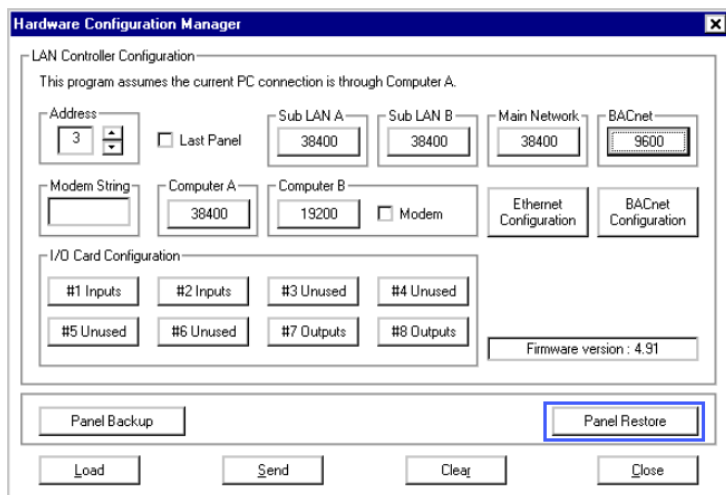 Hardware Configuration Manager
LAN Controller Configuration
This program assumes the current PC connection is through Computer A.
Address
3
Last Panel
Sub LAN A
38400
Sub LAN B
38400
Main Network
38400
BACnet
9600
Modem String
Computer A
38400
Computer B
19200
Modem
Ethernet
Configuration
BACnet
Configuration
I/O Card Configuration
#1 Inputs
#2 Inputs
#3 Unused
#4 Unused
#5 Unused
#6 Unused
#7 Outputs
#8 Outputs
Firmware version : 4.91
Panel Backup
Panel Restore
Load
Send
Clear
Close